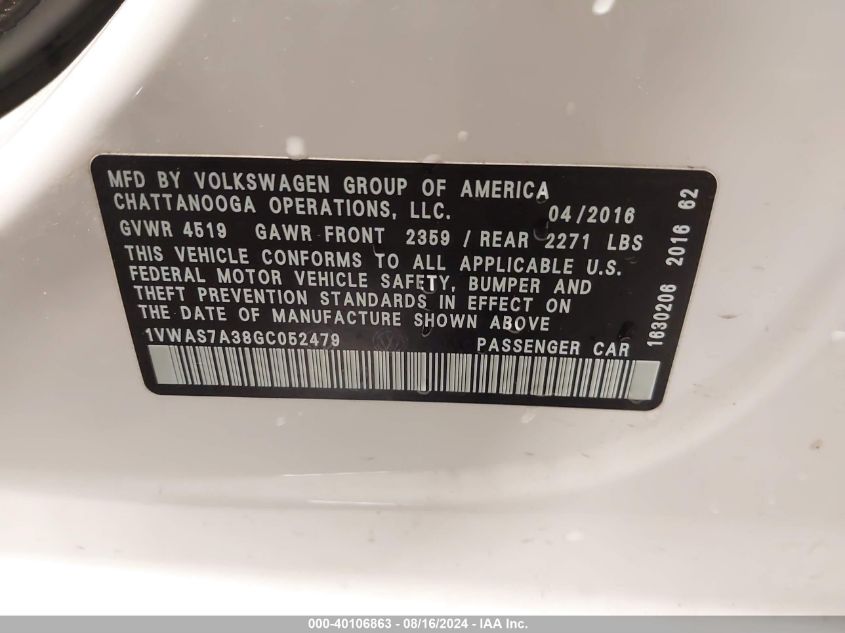 MFD BY VOLKSWAGEN GROUP OF AMERICA
CHATTANOOGA OPERATIONS, LLC. 04/2016
GVWR 4519 GAWR FRONT 2359 / REAR 2271 LBS
THIS VEHICLE CONFORMS TO ALL APPLICABLE U.S.
FEDERAL MOTOR VEHICLE SAFETY, BUMPER AND
THEFT PREVENTION STANDARDS IN EFFECT ON
THE DATE OF MANUFACTURE SHOWN ABOVE
1VWAS7A38GC052479 PASSENGER CAR
1630206 2016 62
000-40106863 - 08/16/2024 - IAA Inc.